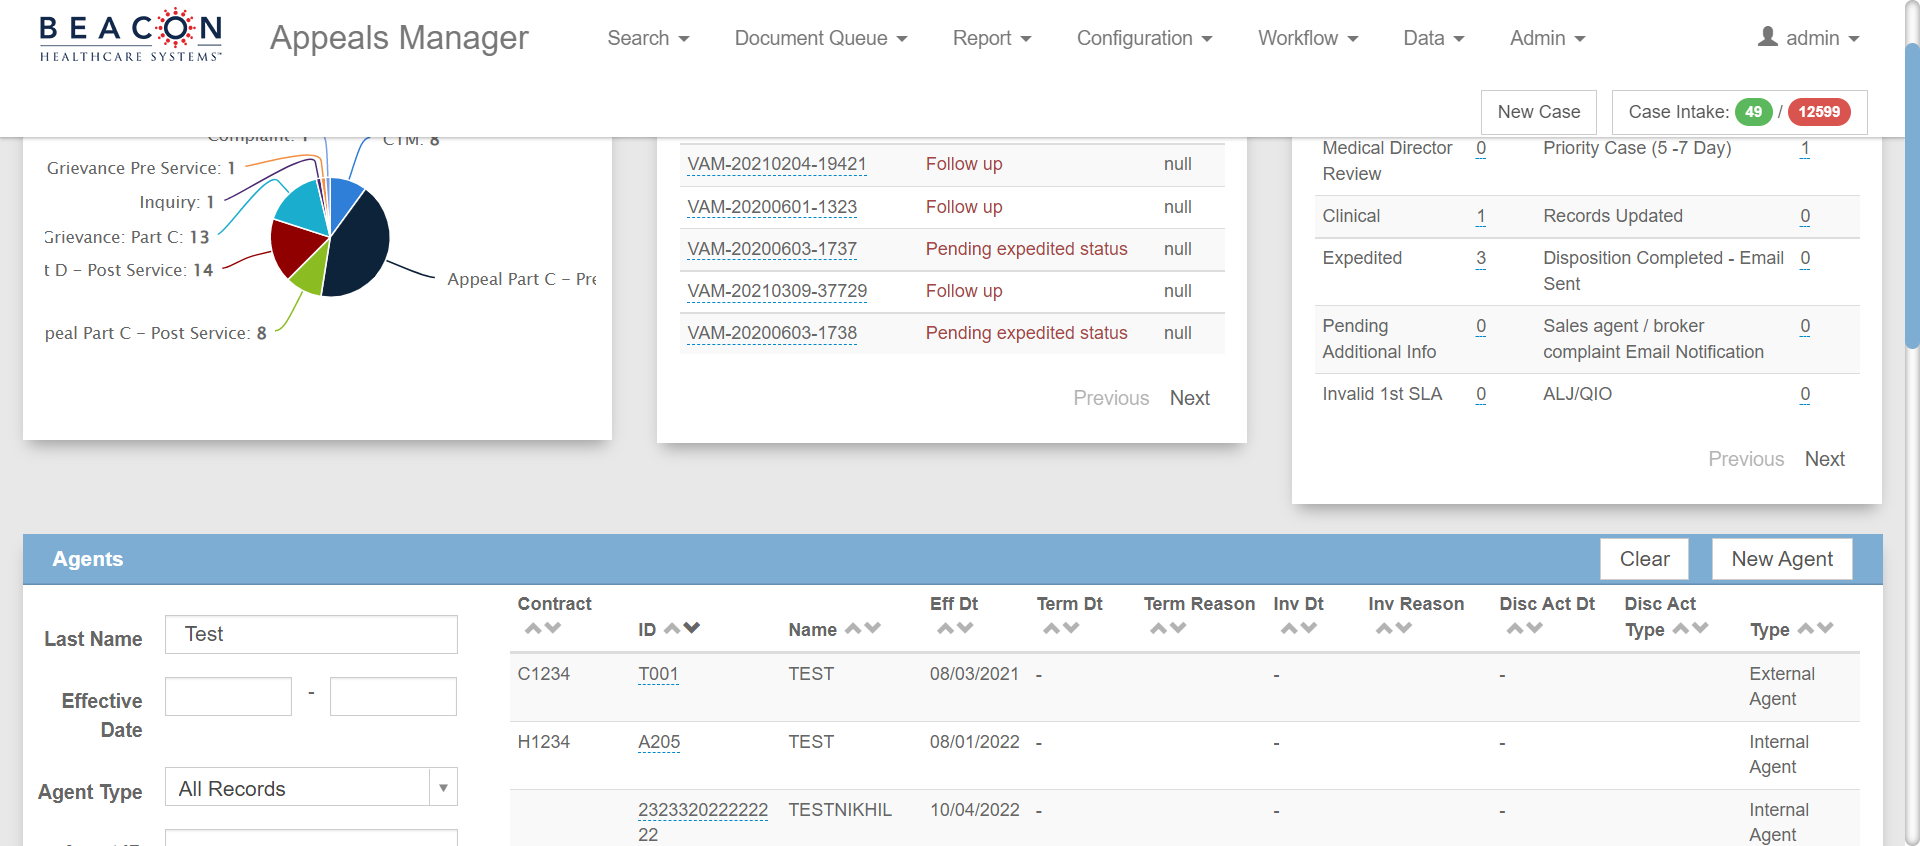 BEACON
HEALTHCARE SYSTEMS™
Appeals Manager
Search
Document Queue
Report
Configuration
Workflow
Data
Admin
admin
New Case
Case Intake: 49 / 12599
CTM: 8
Grievance Pre Service: 1
Inquiry: 1
Grievance: Part C: 13
t D - Post Service: 14
Appeal Part C - Pre
peal Part C - Post Service: 8
VAM-20210204-19421 Follow up null
VAM-20200601-1323 Follow up null
VAM-20200603-1737 Pending expedited status null
VAM-20210309-37729 Follow up null
VAM-20200603-1738 Pending expedited status null
Previous Next
Medical Director Review 0 Priority Case (5 -7 Day) 1
Clinical 1 Records Updated 0
Expedited 3 Disposition Completed - Email Sent 0
Pending Additional Info 0 Sales agent / broker complaint Email Notification 0
Invalid 1st SLA 0 ALJ/QIO 0
Previous Next
Agents
Clear
New Agent
Last Name Test
Effective Date -
Agent Type All Records
Contract ID Name Eff Dt Term Dt Term Reason Inv Dt Inv Reason Disc Act Dt Disc Act Type Type
C1234 T001 TEST 08/03/2021 - - - External Agent
H1234 A205 TEST 08/01/2022 - - - Internal Agent
2323320222222 22 TESTNIKHIL 10/04/2022 - - - Internal Agent